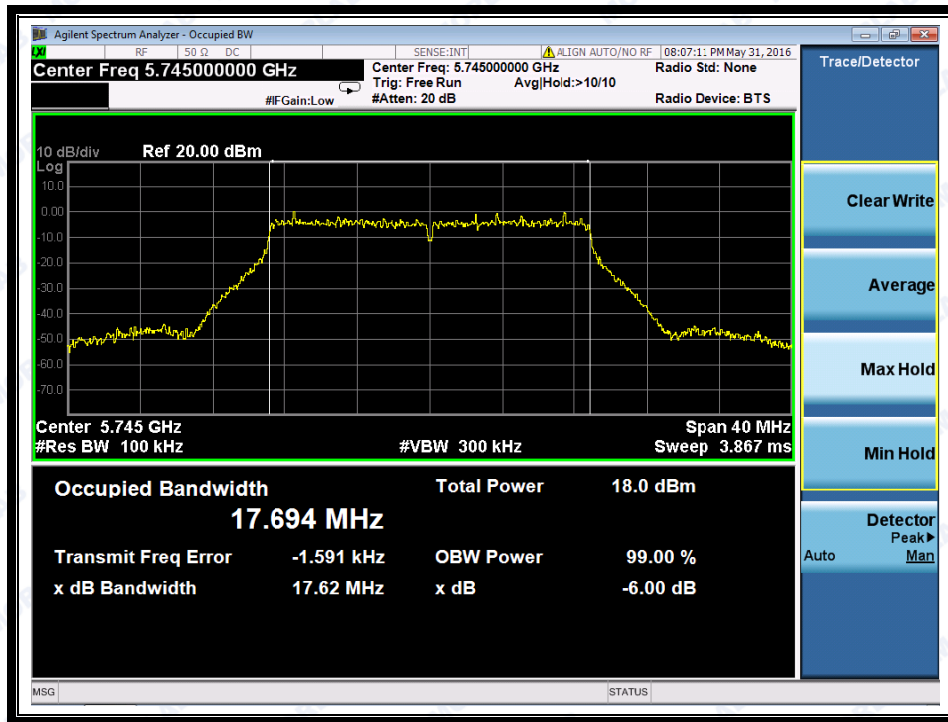 Agilent Spectrum Analyzer - Occupied BW
LXI RF 50 Ω DC SENSE:INT ALIGN AUTO/NO RF 08:07:11 PM May 31, 2016
Center Freq 5.745000000 GHz
Center Freq: 5.745000000 GHz Radio Std: None
Trig: Free Run Avg|Hold:>10/10
#IFGain:Low #Atten: 20 dB Radio Device: BTS
Trace/Detector
10 dB/div Ref 20.00 dBm
Log
10.0
0.00
-10.0
-20.0
-30.0
-40.0
-50.0
-60.0
-70.0
Center 5.745 GHz Span 40 MHz
#Res BW 100 kHz #VBW 300 kHz Sweep 3.867 ms
Clear Write
Average
Max Hold
Min Hold
Detector
Peak▶
Auto Man
Occupied Bandwidth Total Power 18.0 dBm
17.694 MHz
Transmit Freq Error -1.591 kHz OBW Power 99.00 %
x dB Bandwidth 17.62 MHz x dB -6.00 dB
MSG STATUS